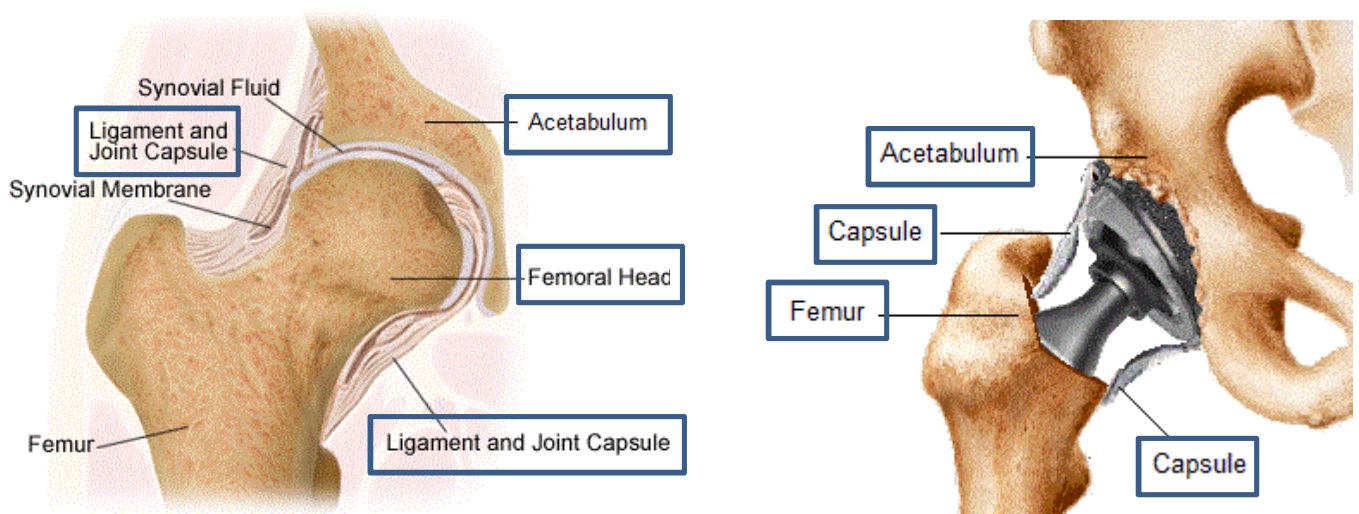 Synovial Fluid
Ligament and
Joint Capsule
Synovial Membrane
Acetabulum
Femoral Head
Femur
Ligament and Joint Capsule
Acetabulum
Capsule
Femur
Capsule